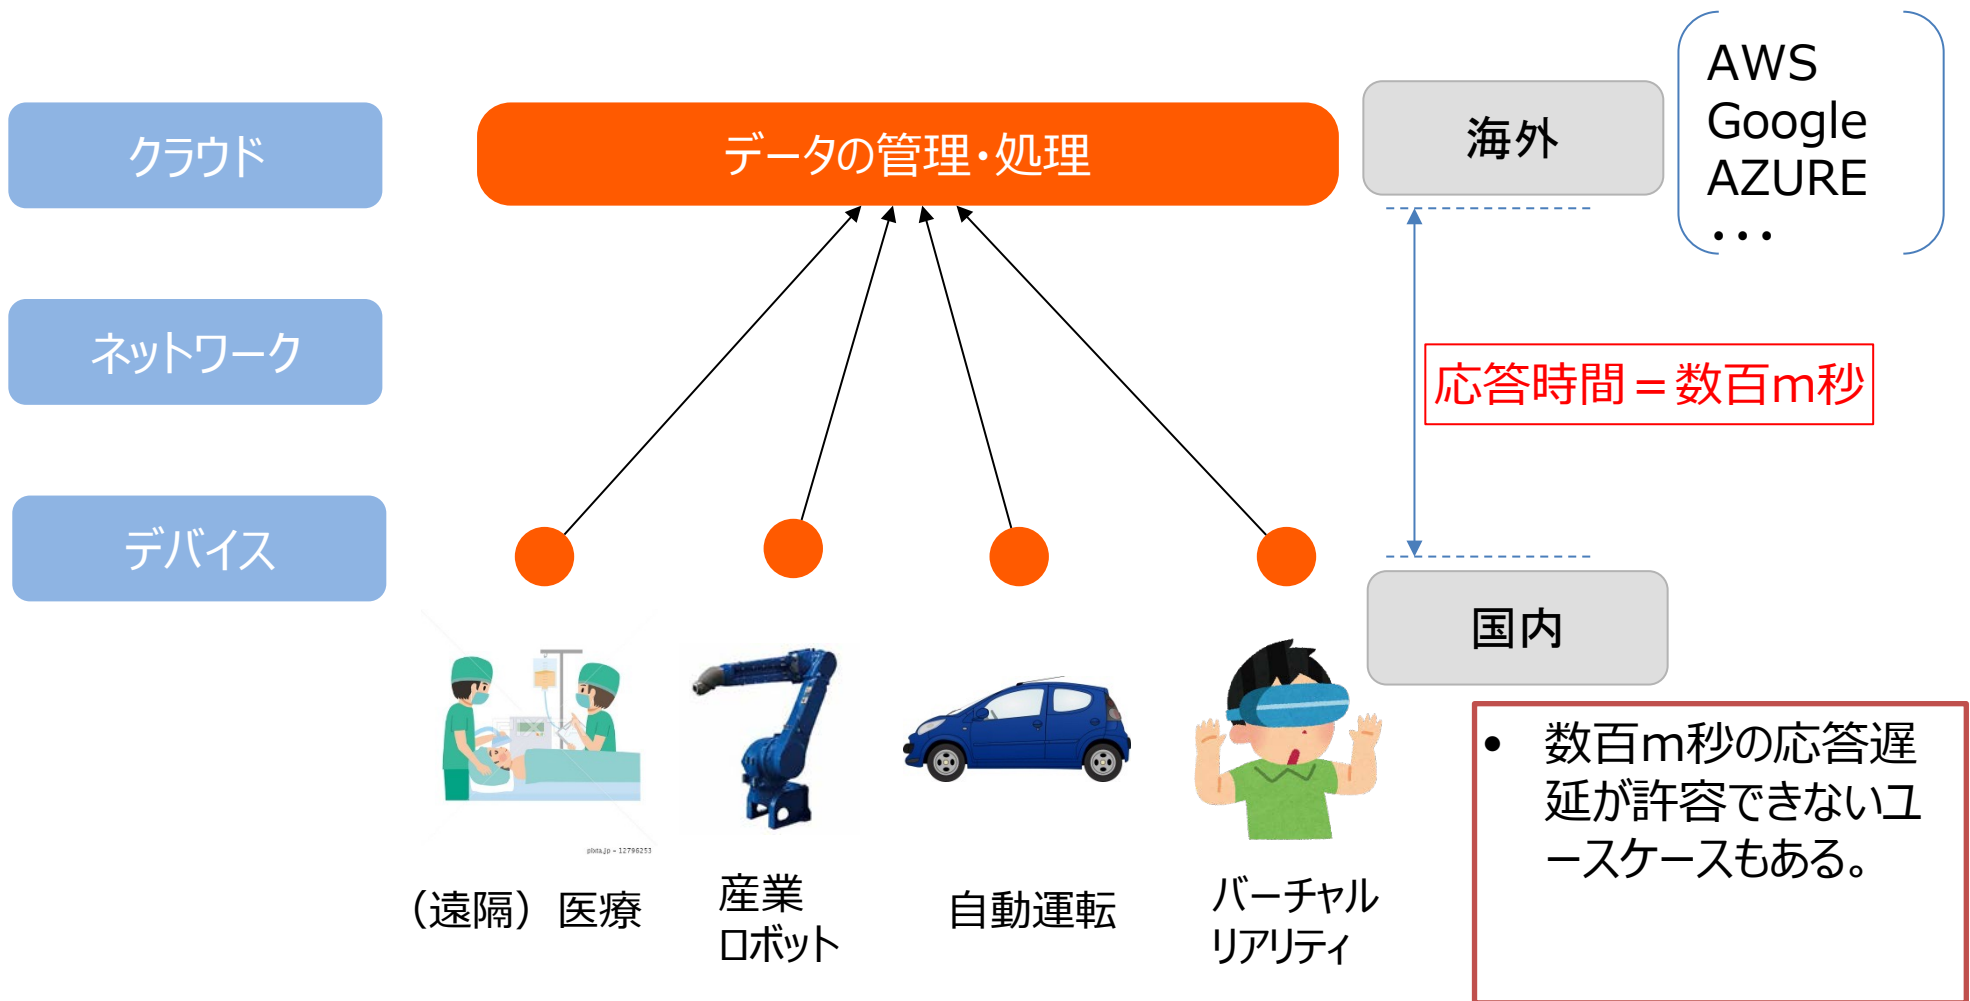 AWS
Google
AZURE
・・・
クラウド
データの管理・処理
海外
ネットワーク
応答時間＝数百m秒
デバイス
国内
pixta.jp - 12796253
（遠隔）医療
産業
ロボット
自動運転
バーチャル
リアリティ
• 数百m秒の応答遅
延が許容できないユ
ースケースもある。